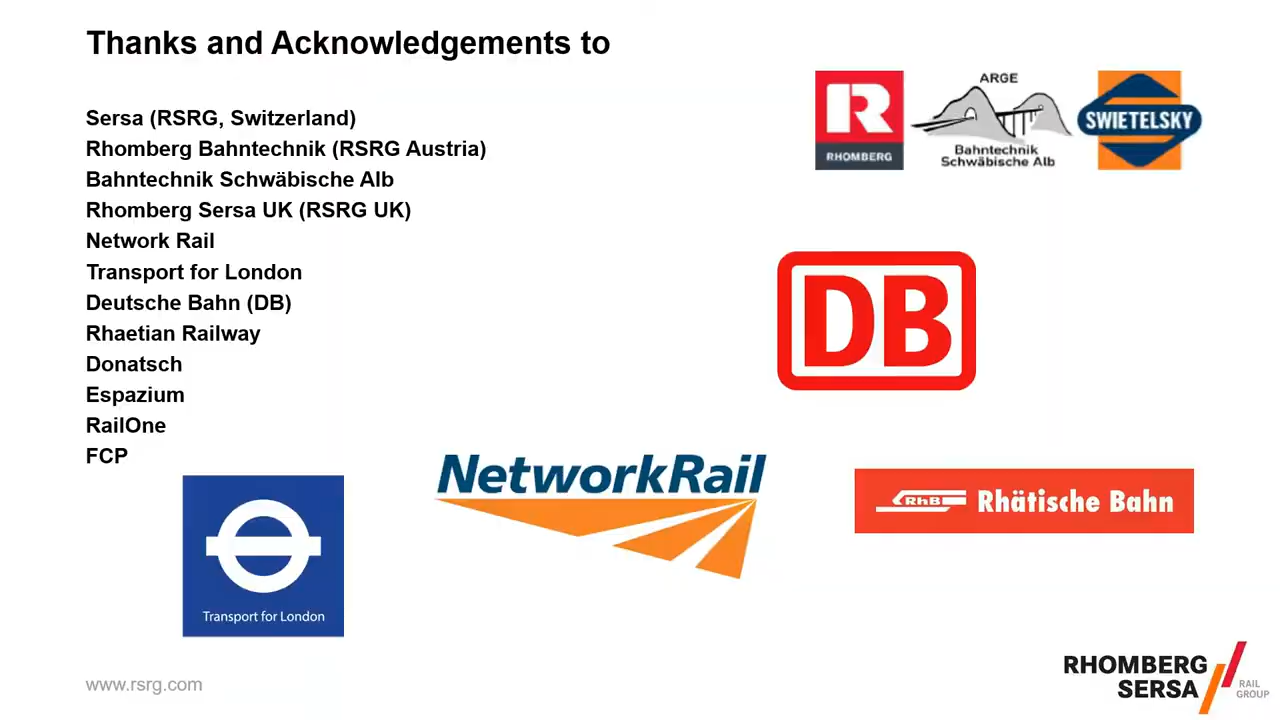 Thanks and Acknowledgements to
Sersa (RSRG, Switzerland)
Rhomberg Bahntechnik (RSRG Austria)
Bahntechnik Schwäbische Alb
Rhomberg Sersa UK (RSRG UK)
Network Rail
Transport for London
Deutsche Bahn (DB)
Rhaetian Railway
Donatsch
Espazium
RailOne
FCP
R
RHOMBERG
ARGE
Bahntechnik
Schwäbische Alb
SWIETELSKY
DB
NetworkRail
RhB Rhätische Bahn
Transport for London
www.rsrg.com
RHOMBERG
SERSA
RAIL
GROUP